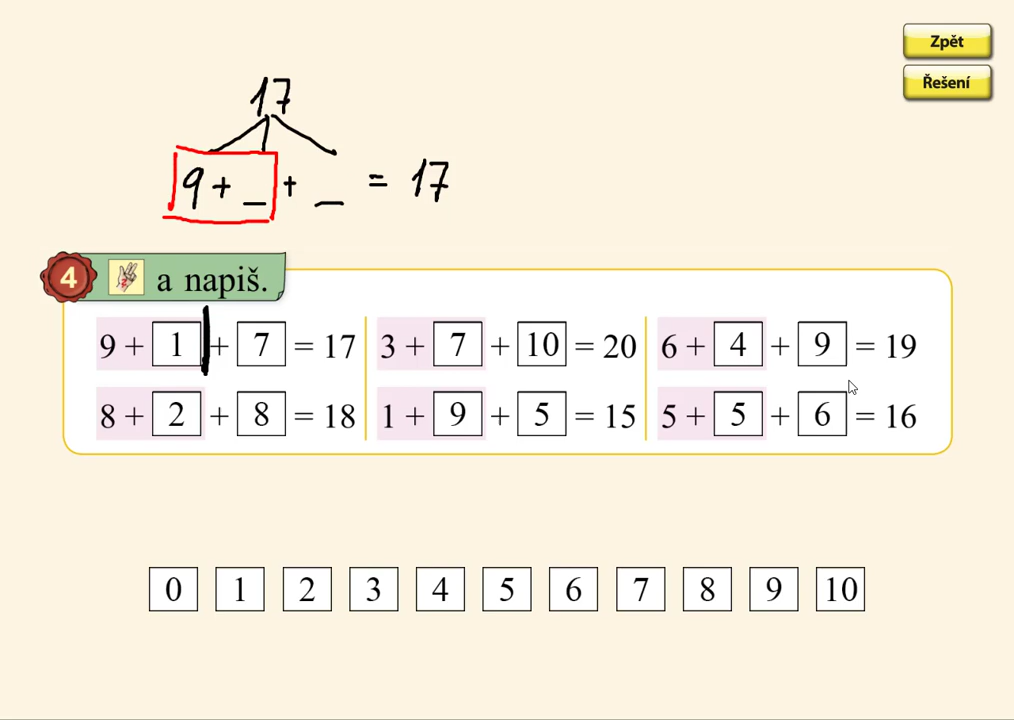 Zpět
Řešení
17
9 + _ + _ = 17
4 a napiš.
9 + 1 + 7 = 17 3 + 7 + 10 = 20 6 + 4 + 9 = 19
8 + 2 + 8 = 18 1 + 9 + 5 = 15 5 + 5 + 6 = 16
0 1 2 3 4 5 6 7 8 9 10